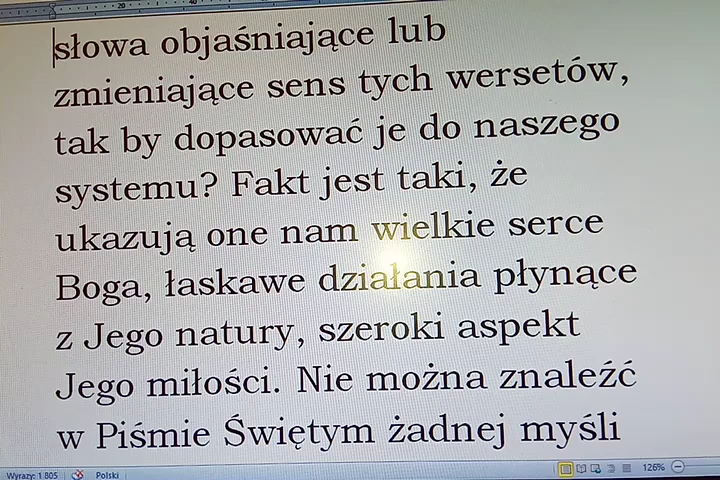 20
40
słowa objaśniające lub
zmieniające sens tych wersetów,
tak by dopasować je do naszego
systemu? Fakt jest taki, że
ukazują one nam wielkie serce
Boga, łaskawe działania płynące
z Jego natury, szeroki aspekt
Jego miłości. Nie można znaleźć
w Piśmie Świętym żadnej myśli
Wyrazy: 1 805 Polski 126%